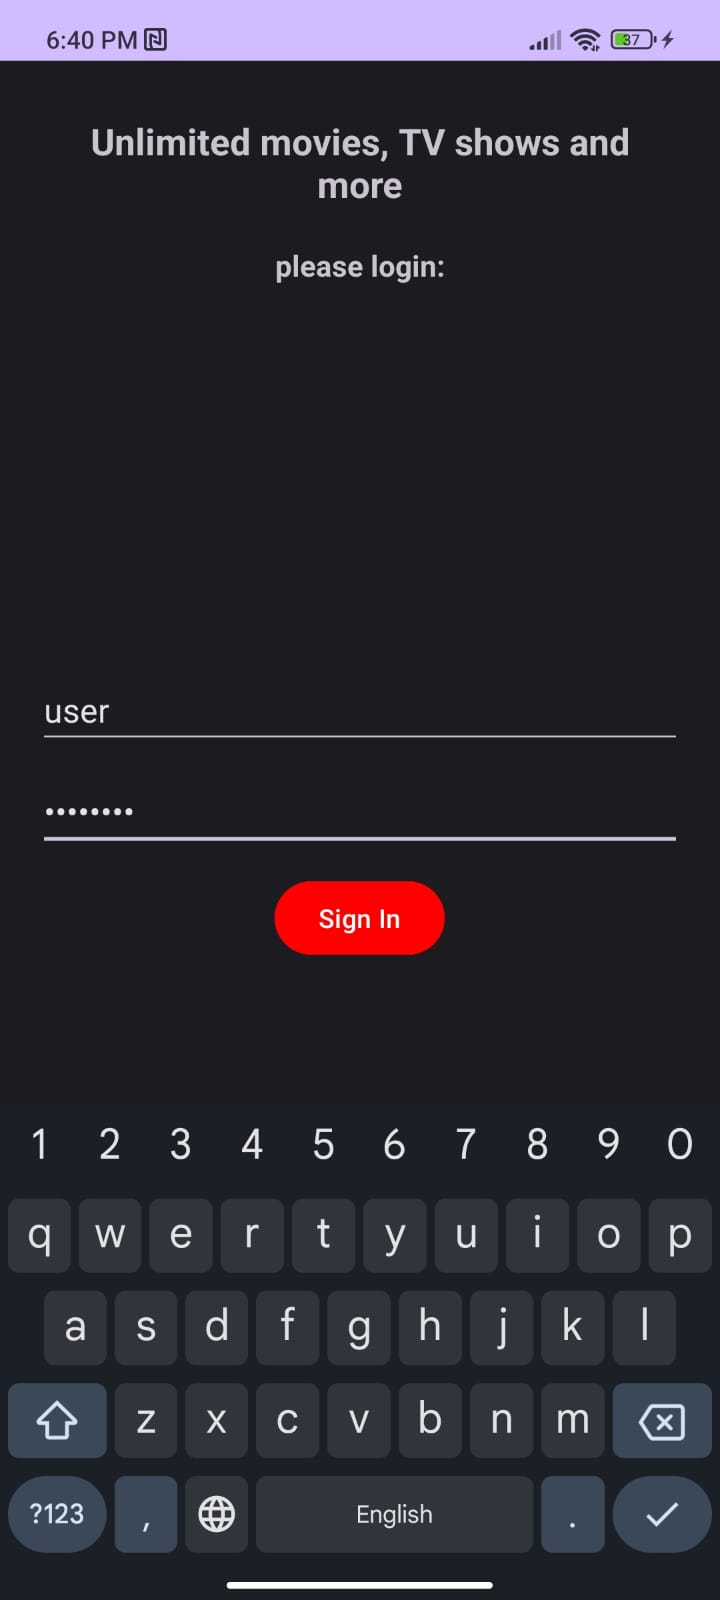 6:40 PM
37
Unlimited movies, TV shows and
more
please login:
user
••••••••
Sign In
1 2 3 4 5 6 7 8 9 0
q w e r t y u i o p
a s d f g h j k l
z x c v b n m
?123 , English .